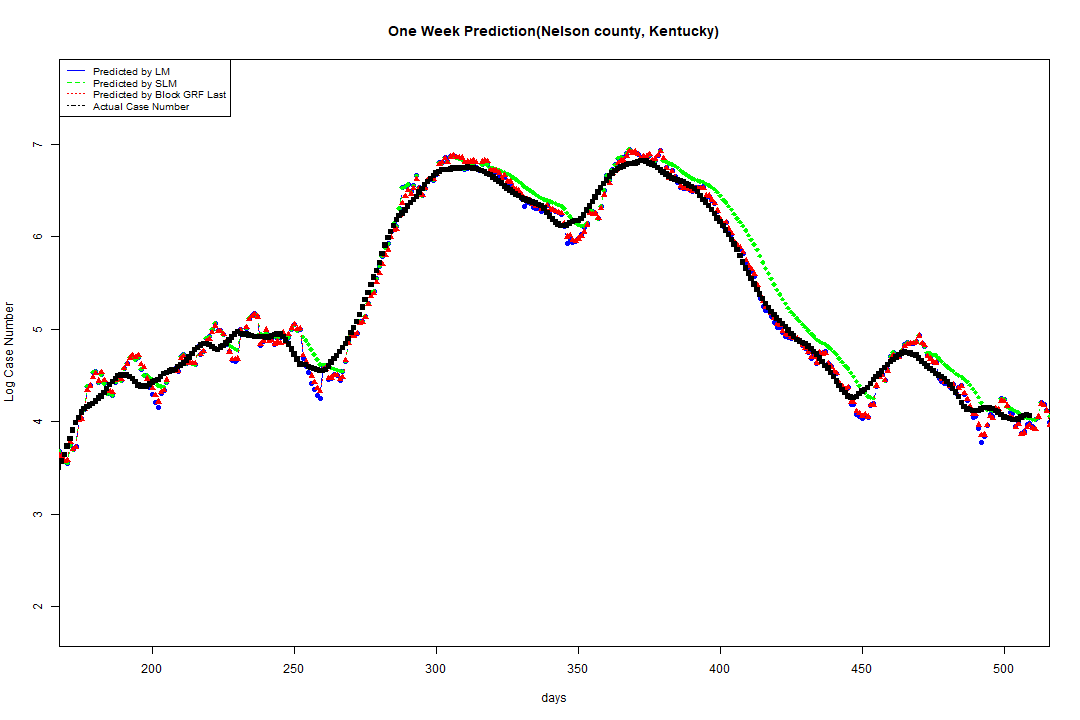 One Week Prediction(Nelson county, Kentucky)
Predicted by LM
Predicted by SLM
Predicted by Block GRF Last
Actual Case Number
7
6
5
4
3
2
Log Case Number
200 250 300 350 400 450 500
days